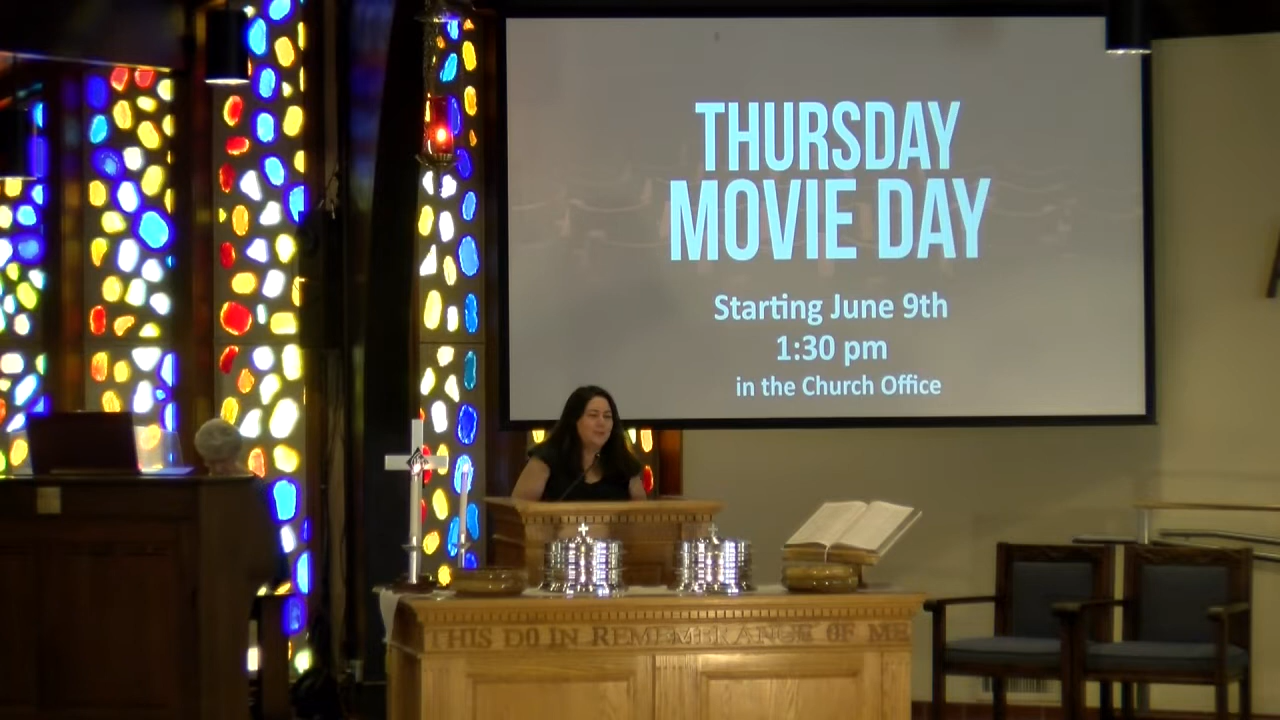 THURSDAY
MOVIE DAY
Starting June 9th
1:30 pm
in the Church Office
THIS DO IN REMEMBRANCE OF ME